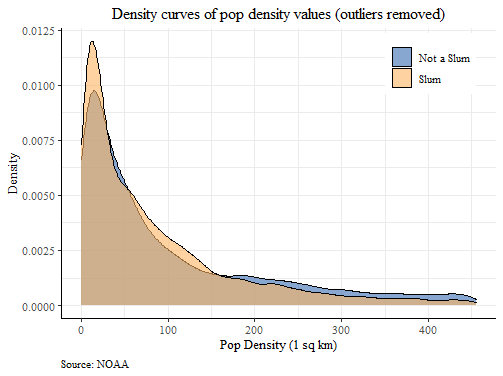 Density curves of pop density values (outliers removed)
0.0125
0.0100
0.0075
0.0050
0.0025
0.0000
Density
Not a Slum
Slum
0
100
200
300
400
Pop Density (1 sq km)
Source: NOAA